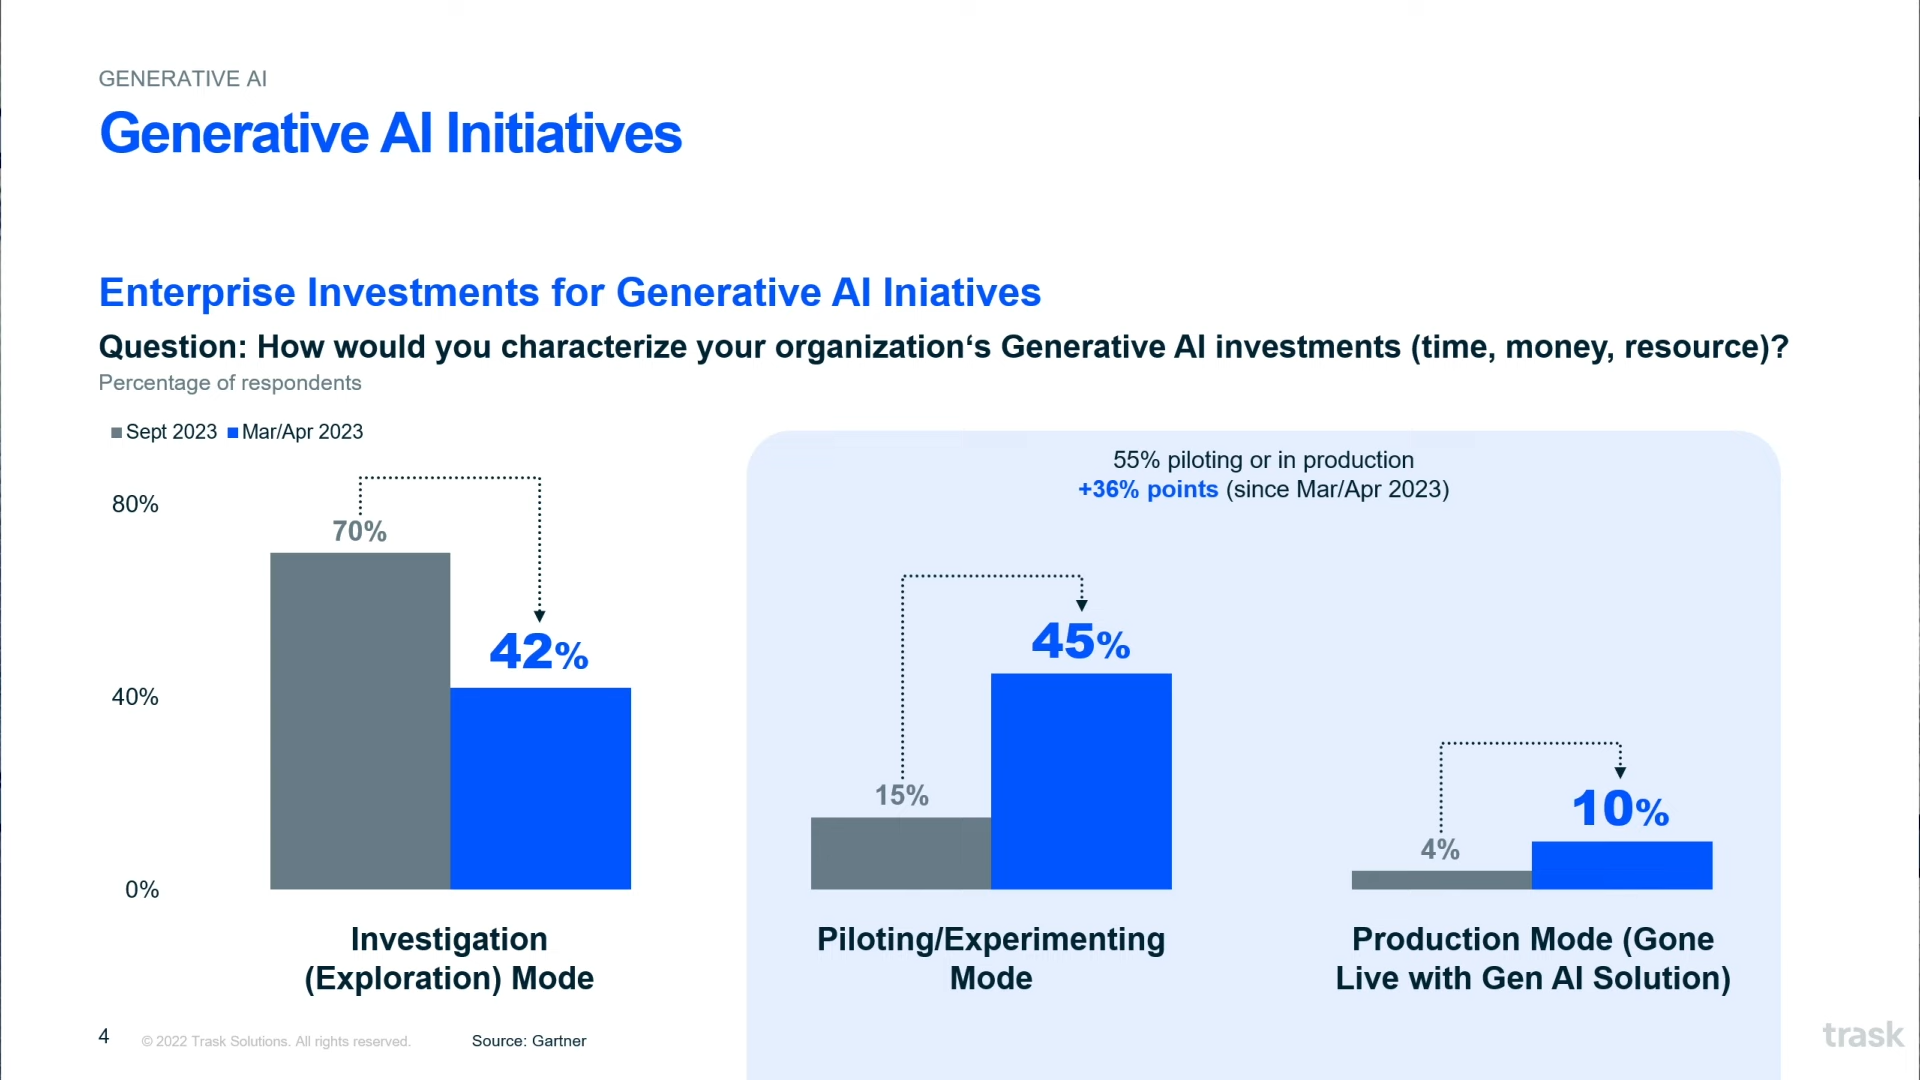 GENERATIVE AI
Generative AI Initiatives
Enterprise Investments for Generative AI Iniatives
Question: How would you characterize your organization‘s Generative AI investments (time, money, resource)?
Percentage of respondents
Sept 2023 Mar/Apr 2023
55% piloting or in production
+36% points (since Mar/Apr 2023)
80%
40%
0%
70%
42%
15%
45%
4%
10%
Investigation
(Exploration) Mode
Piloting/Experimenting
Mode
Production Mode (Gone
Live with Gen AI Solution)
4 © 2022 Trask Solutions. All rights reserved. Source: Gartner
trask